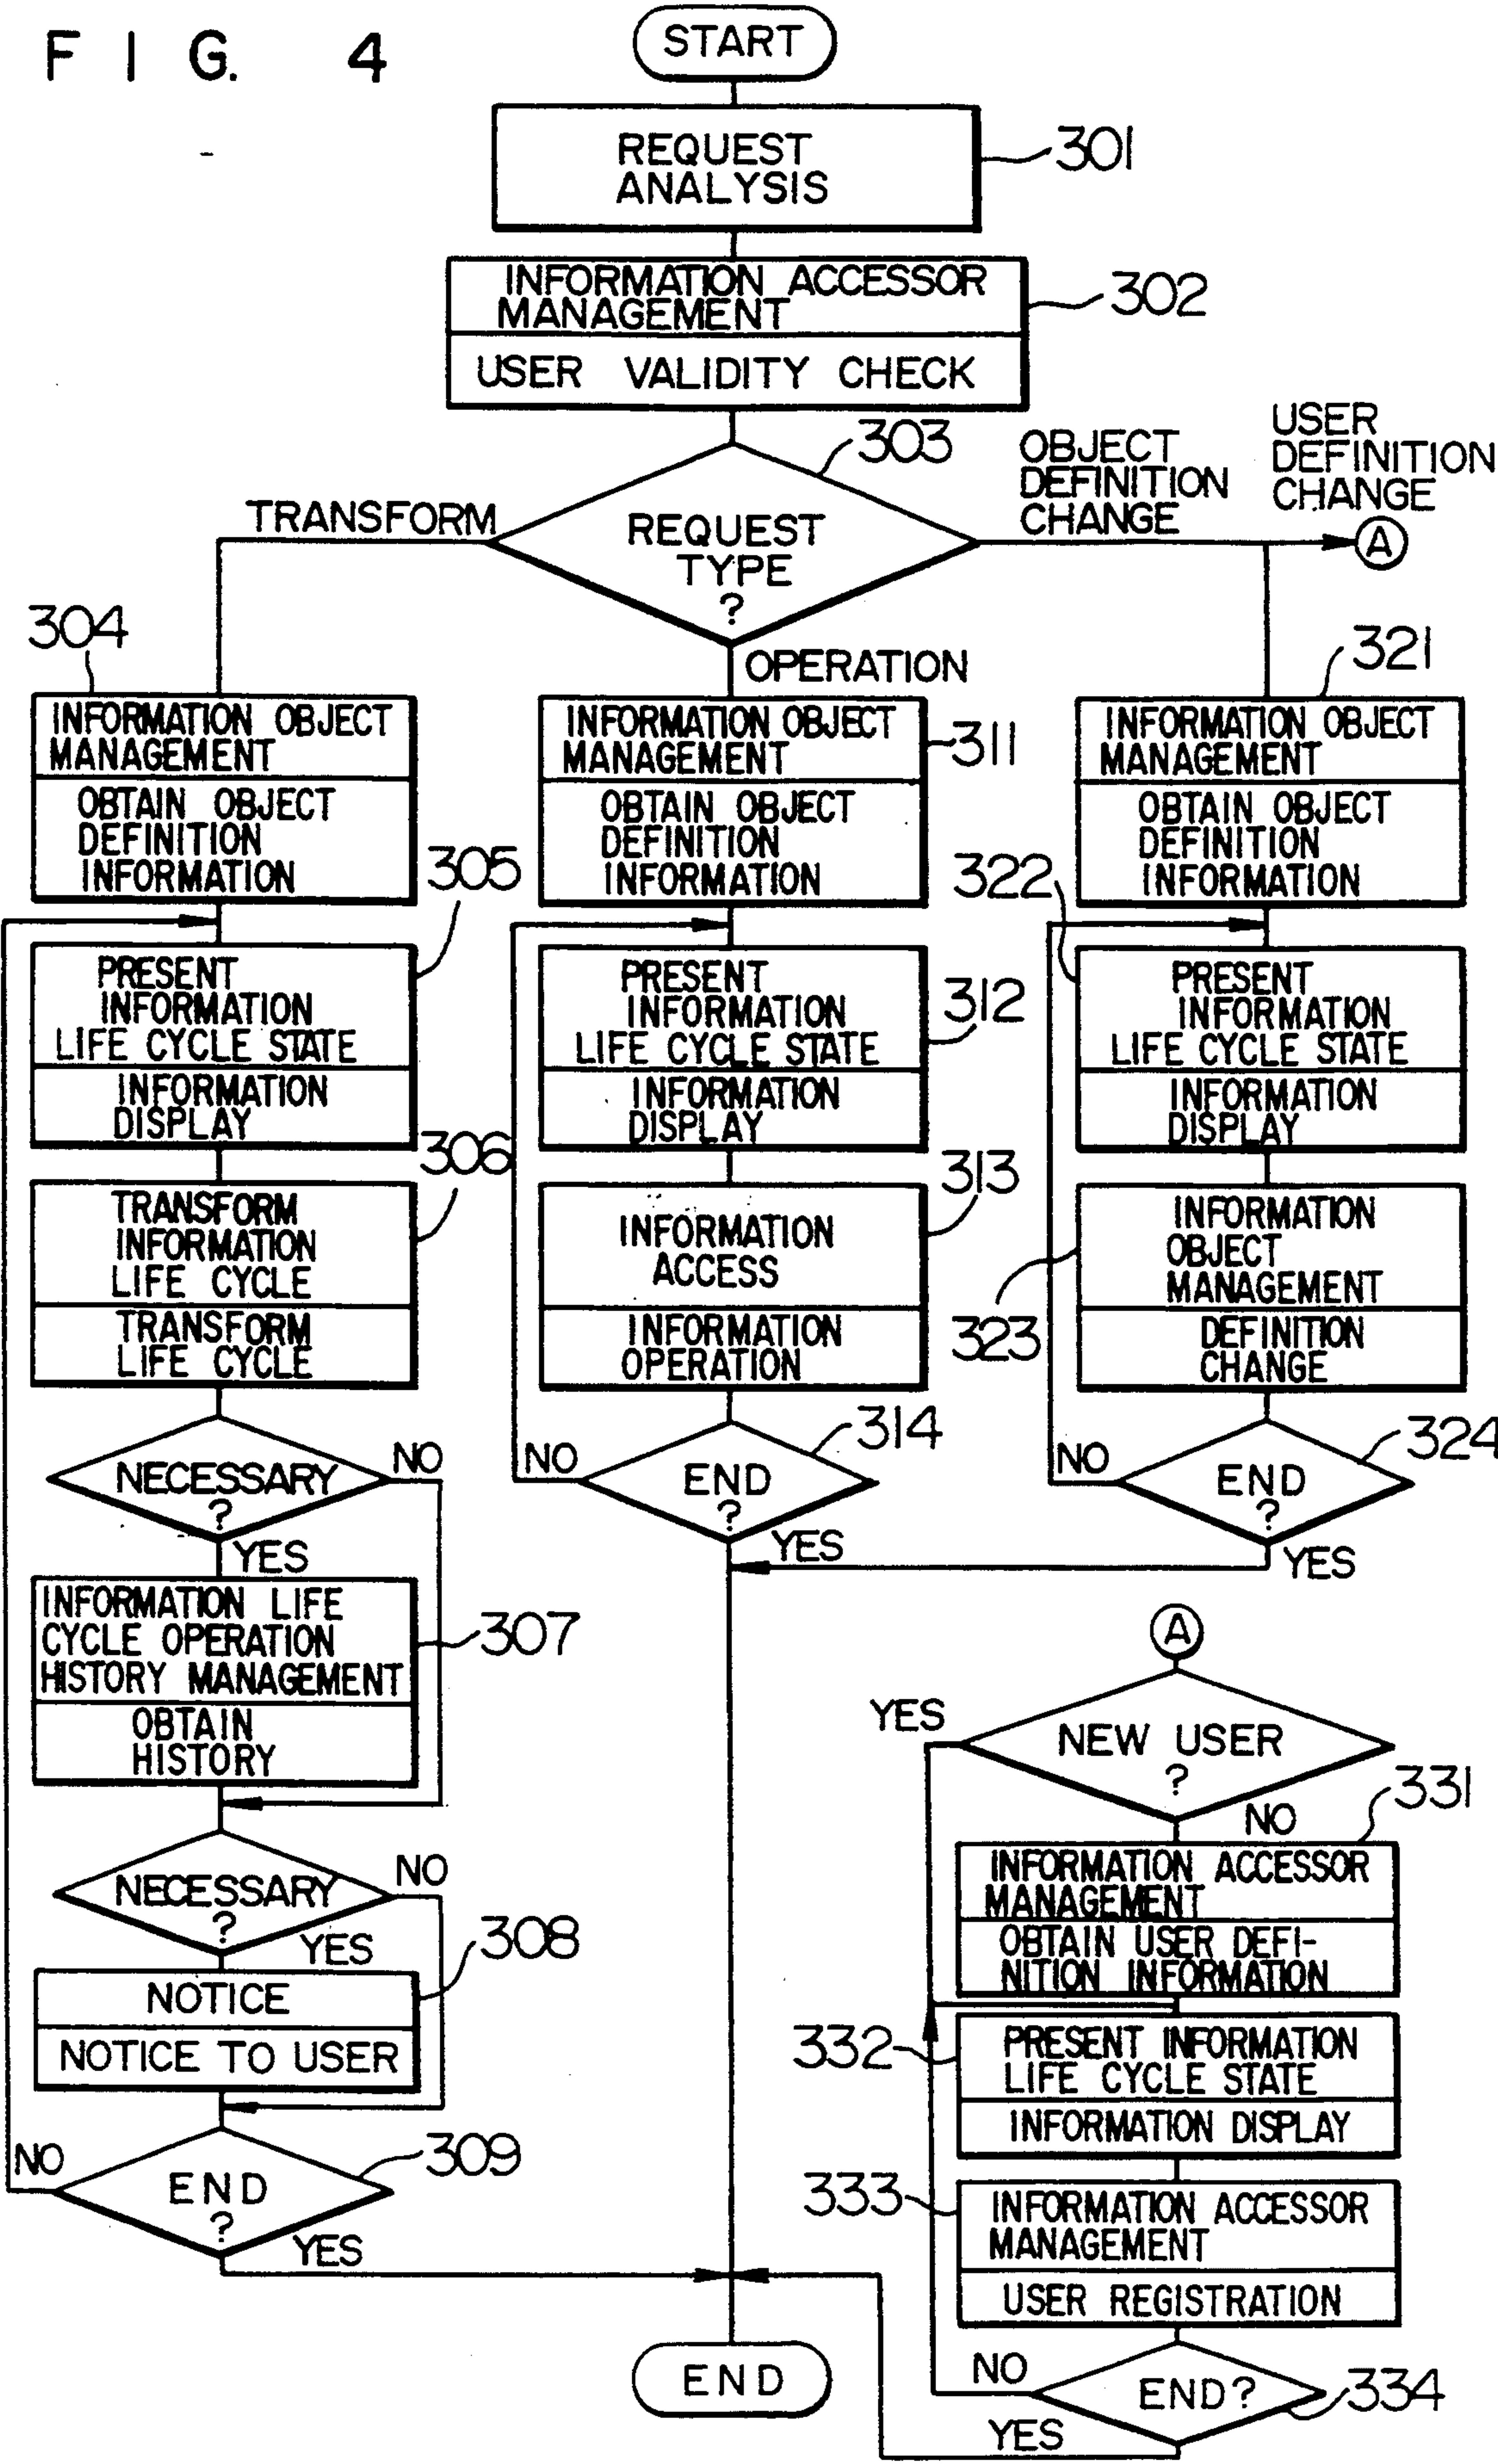 FIG. 4
START
REQUEST
ANALYSIS
301
INFORMATION ACCESSOR
MANAGEMENT
USER VALIDITY CHECK
302
303
REQUEST
TYPE
?
TRANSFORM
OPERATION
OBJECT
DEFINITION
CHANGE
USER
DEFINITION
CHANGE
A
304
INFORMATION OBJECT
MANAGEMENT
OBTAIN OBJECT
DEFINITION
INFORMATION
305
PRESENT
INFORMATION
LIFE CYCLE STATE
INFORMATION
DISPLAY
306
TRANSFORM
INFORMATION
LIFE CYCLE
TRANSFORM
LIFE CYCLE
NECESSARY
?
NO
YES
INFORMATION LIFE
CYCLE OPERATION
HISTORY MANAGEMENT
OBTAIN
HISTORY
307
NECESSARY
?
NO
YES
308
NOTICE
NOTICE TO USER
309
END
?
NO
YES
311
INFORMATION OBJECT
MANAGEMENT
OBTAIN OBJECT
DEFINITION
INFORMATION
312
PRESENT
INFORMATION
LIFE CYCLE STATE
INFORMATION
DISPLAY
313
INFORMATION
ACCESS
INFORMATION
OPERATION
314
END
?
NO
YES
321
INFORMATION OBJECT
MANAGEMENT
OBTAIN OBJECT
DEFINITION
INFORMATION
322
PRESENT
INFORMATION
LIFE CYCLE STATE
INFORMATION
DISPLAY
323
INFORMATION
OBJECT
MANAGEMENT
DEFINITION
CHANGE
324
END
?
NO
YES
A
NEW USER
?
YES
NO
331
INFORMATION ACCESSOR
MANAGEMENT
OBTAIN USER DEFI-
NITION INFORMATION
332
PRESENT INFORMATION
LIFE CYCLE STATE
INFORMATION DISPLAY
333
INFORMATION ACCESSOR
MANAGEMENT
USER REGISTRATION
334
END?
NO
YES
END